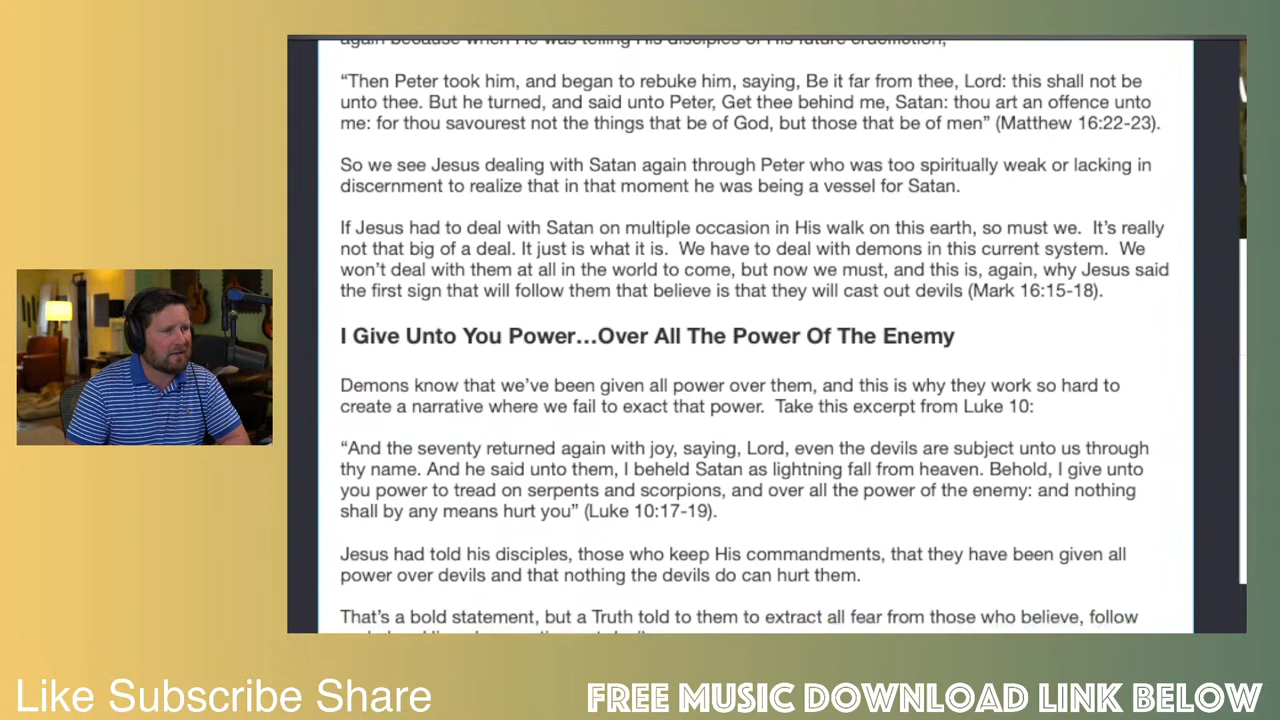 again because when He was telling His disciples of His future crucifixion,
“Then Peter took him, and began to rebuke him, saying, Be it far from thee, Lord: this shall not be
unto thee. But he turned, and said unto Peter, Get thee behind me, Satan: thou art an offence unto
me: for thou savourest not the things that be of God, but those that be of men” (Matthew 16:22-23).
So we see Jesus dealing with Satan again through Peter who was too spiritually weak or lacking in
discernment to realize that in that moment he was being a vessel for Satan.
If Jesus had to deal with Satan on multiple occasion in His walk on this earth, so must we.  It’s really
not that big of a deal. It just is what it is.  We have to deal with demons in this current system.  We
won’t deal with them at all in the world to come, but now we must, and this is, again, why Jesus said
the first sign that will follow them that believe is that they will cast out devils (Mark 16:15-18).
I Give Unto You Power…Over All The Power Of The Enemy
Demons know that we’ve been given all power over them, and this is why they work so hard to
create a narrative where we fail to exact that power.  Take this excerpt from Luke 10:
“And the seventy returned again with joy, saying, Lord, even the devils are subject unto us through
thy name. And he said unto them, I beheld Satan as lightning fall from heaven. Behold, I give unto
you power to tread on serpents and scorpions, and over all the power of the enemy: and nothing
shall by any means hurt you” (Luke 10:17-19).
Jesus had told his disciples, those who keep His commandments, that they have been given all
power over devils and that nothing the devils do can hurt them.
That’s a bold statement, but a Truth told to them to extract all fear from those who believe, follow
Like Subscribe Share
FREE MUSIC DOWNLOAD LINK BELOW